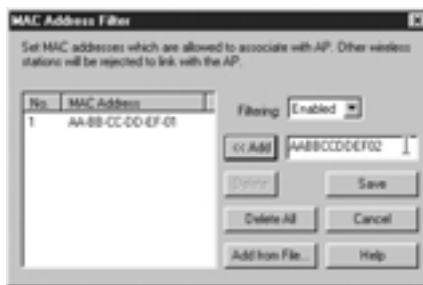 MAC Address Filter
Set MAC addresses which are allowed to associate with AP. Other wireless
stations will be rejected to link with the AP.
No. MAC Address
1 AA-BB-CC-DD-EF-01
Filtering: Enabled
<< Add AABBCCDDEF02
Delete Save
Delete All Cancel
Add from File... Help